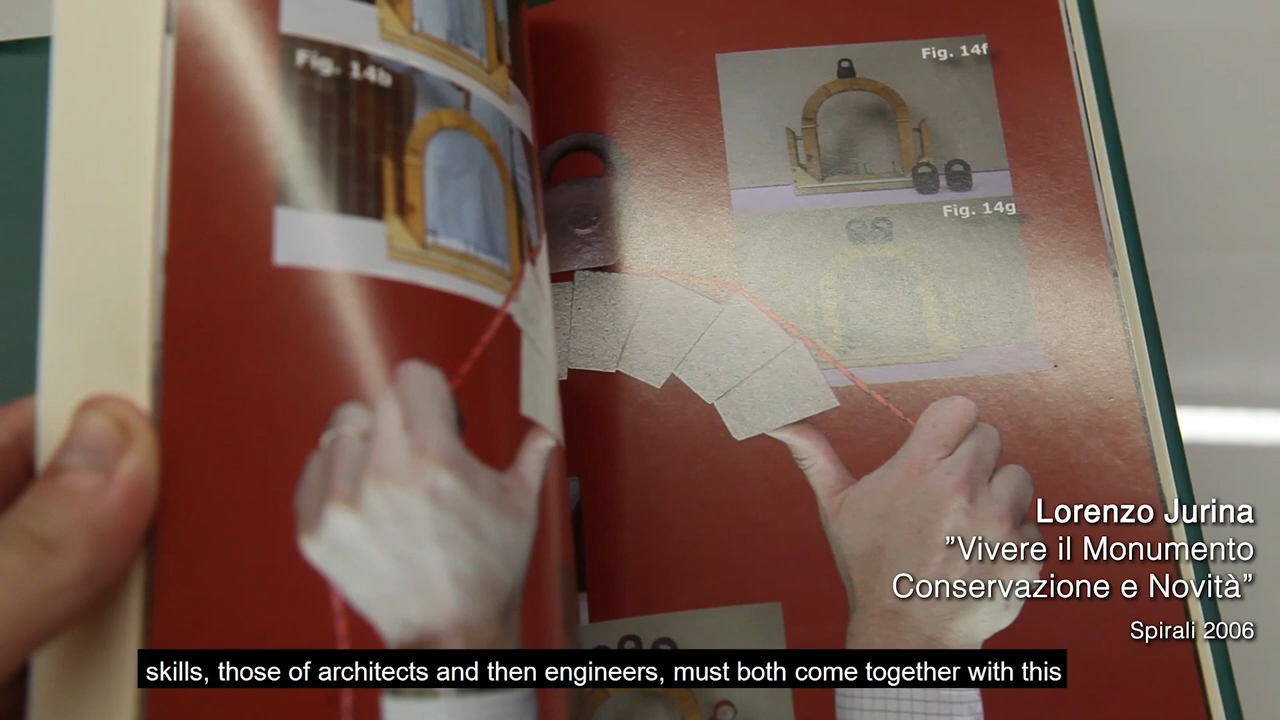 Fig. 14b
Fig. 14f
Fig. 14g
Lorenzo Jurina
”Vivere il Monumento
Conservazione e Novità”
Spirali 2006
skills, those of architects and then engineers, must both come together with this